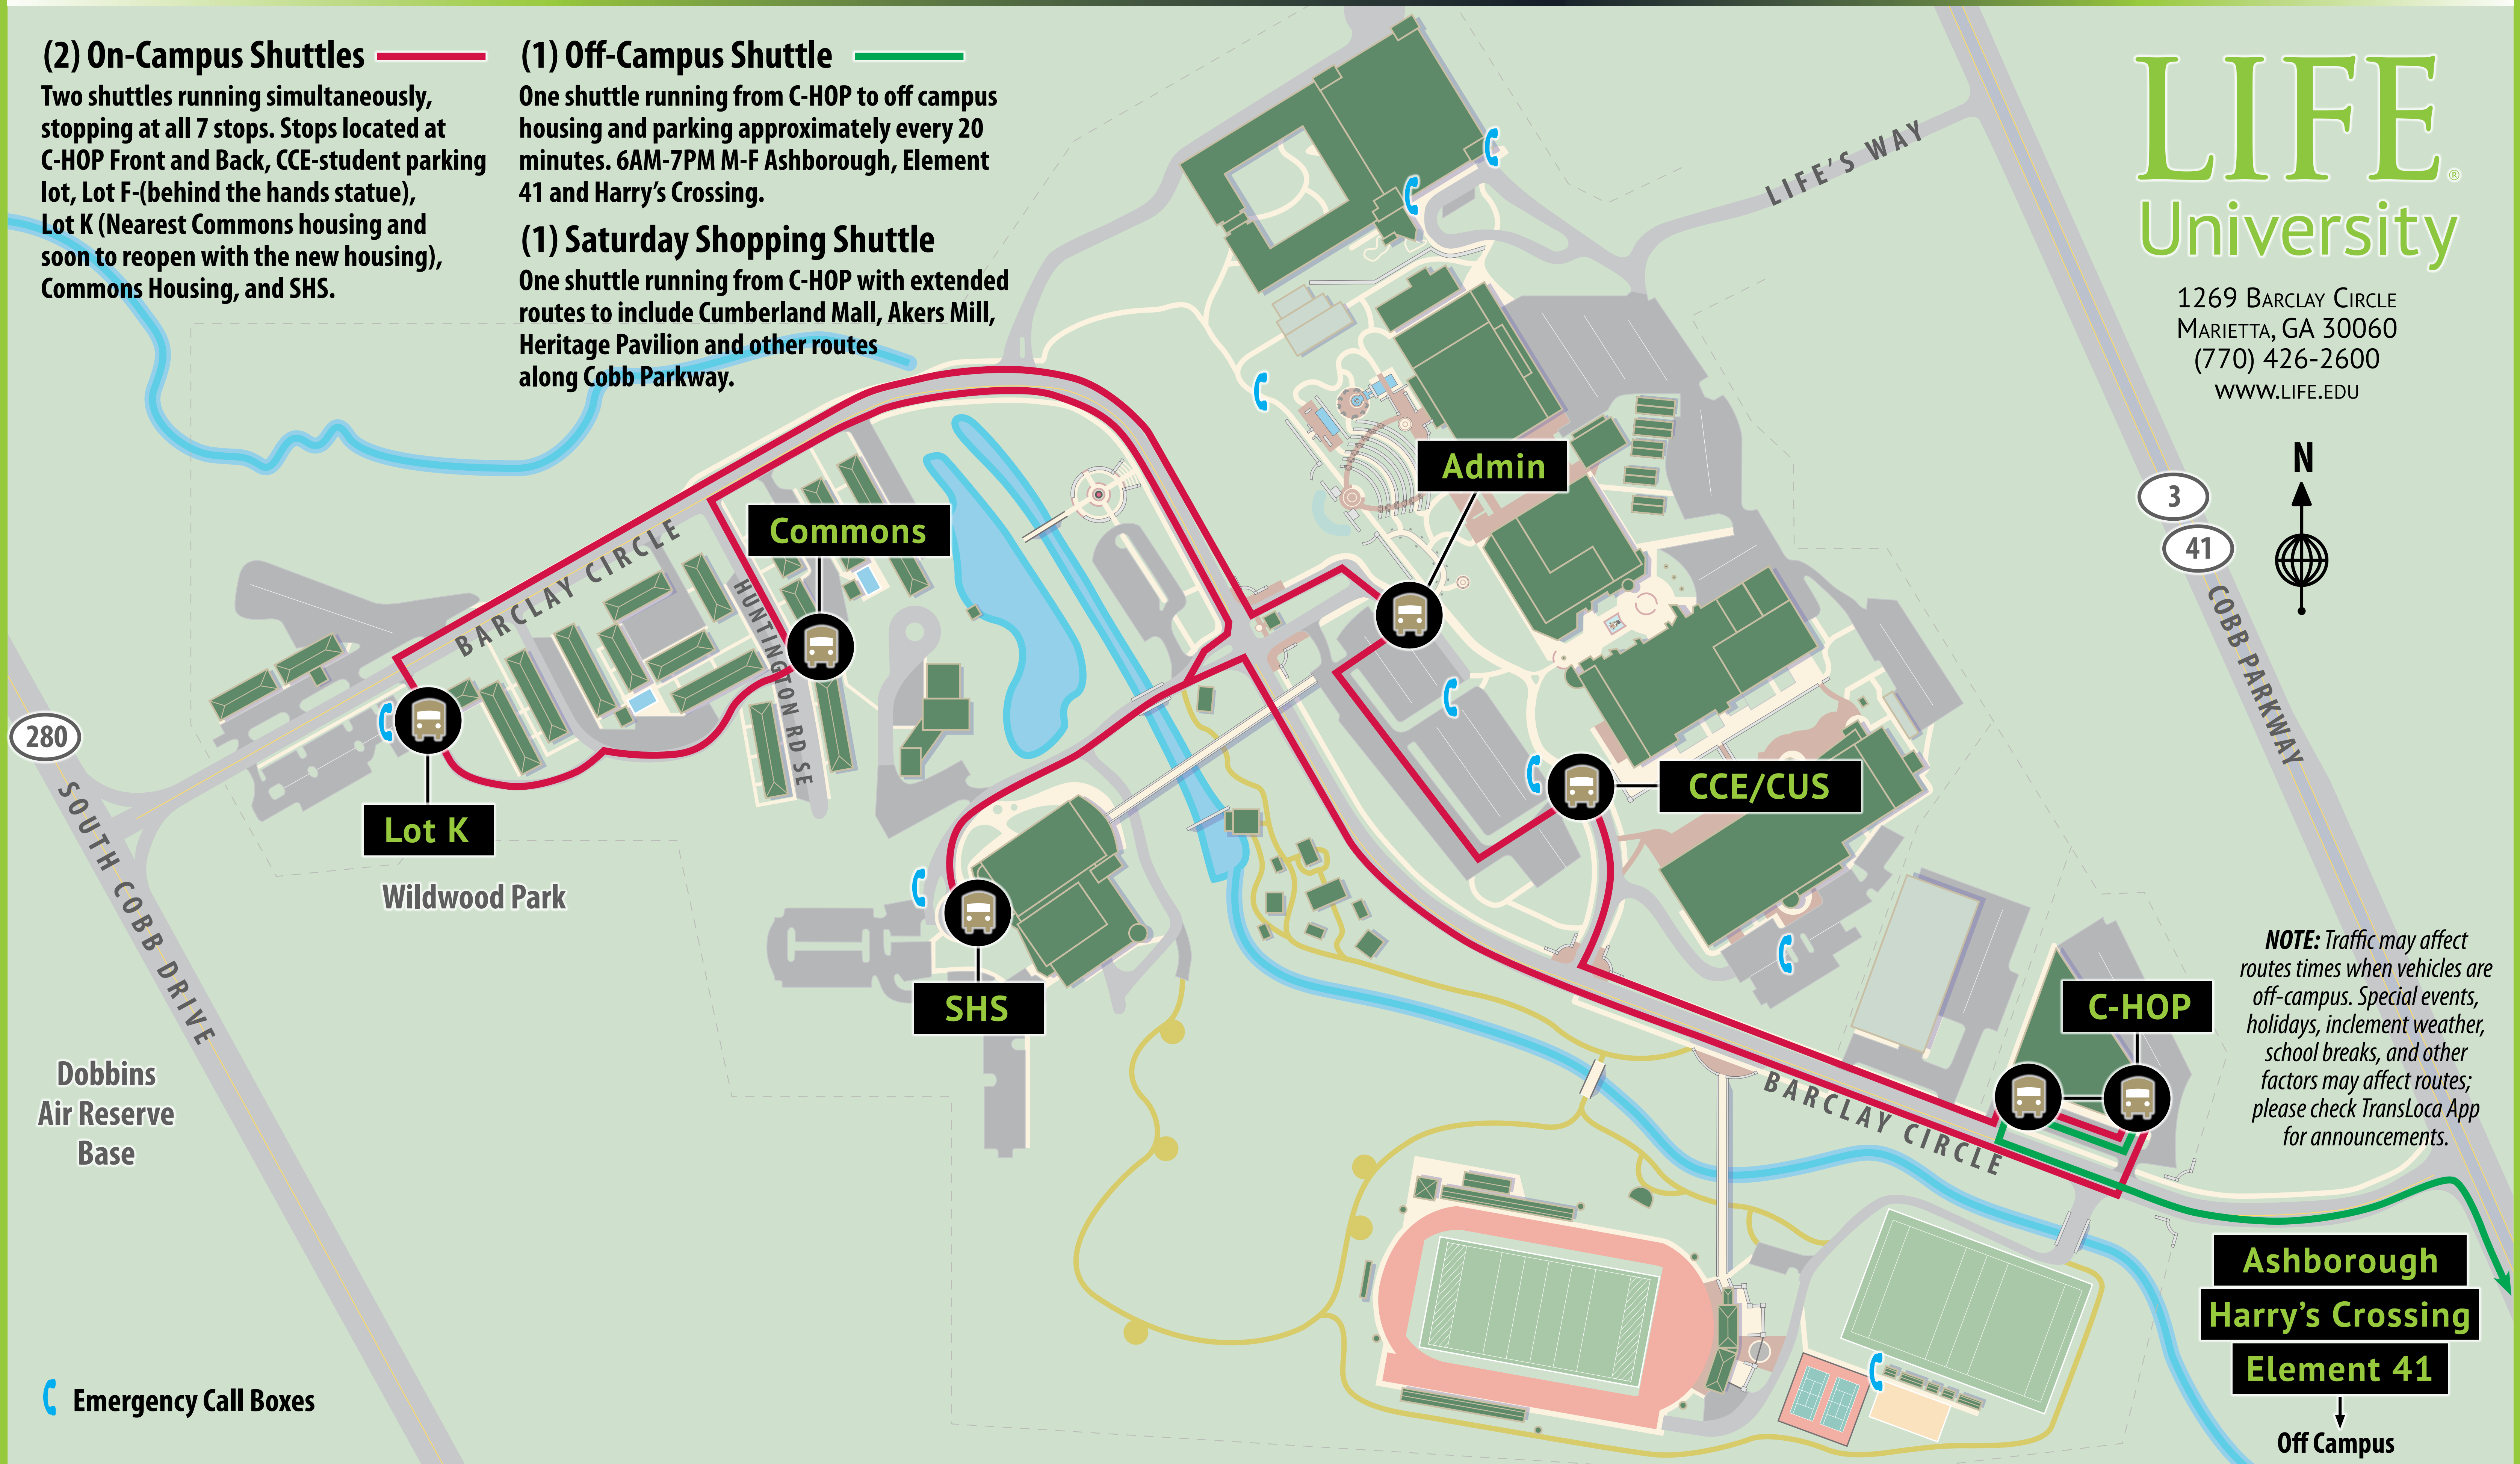 (2) On-Campus Shuttles
Two shuttles running simultaneously,
stopping at all 7 stops. Stops located at
C-HOP Front and Back, CCE-student parking
lot, Lot F-(behind the hands statue),
Lot K (Nearest Commons housing and
soon to reopen with the new housing),
Commons Housing, and SHS.
(1) Off-Campus Shuttle
One shuttle running from C-HOP to off campus
housing and parking approximately every 20
minutes. 6AM-7PM M-F Ashborough, Element
41 and Harry's Crossing.
(1) Saturday Shopping Shuttle
One shuttle running from C-HOP with extended
routes to include Cumberland Mall, Akers Mill,
Heritage Pavilion and other routes
along Cobb Parkway.
LIFE®
University
1269 Barclay Circle
Marietta, GA 30060
(770) 426-2600
www.life.edu
N
LIFE'S WAY
3
41
COBB PARKWAY
Admin
Commons
BARCLAY CIRCLE
HUNTINGTON RD SE
280
SOUTH COBB DRIVE
Lot K
CCE/CUS
Wildwood Park
SHS
C-HOP
BARCLAY CIRCLE
NOTE: Traffic may affect
routes times when vehicles are
off-campus. Special events,
holidays, inclement weather,
school breaks, and other
factors may affect routes;
please check TransLoca App
for announcements.
Dobbins
Air Reserve
Base
Ashborough
Harry's Crossing
Element 41
Off Campus
Emergency Call Boxes